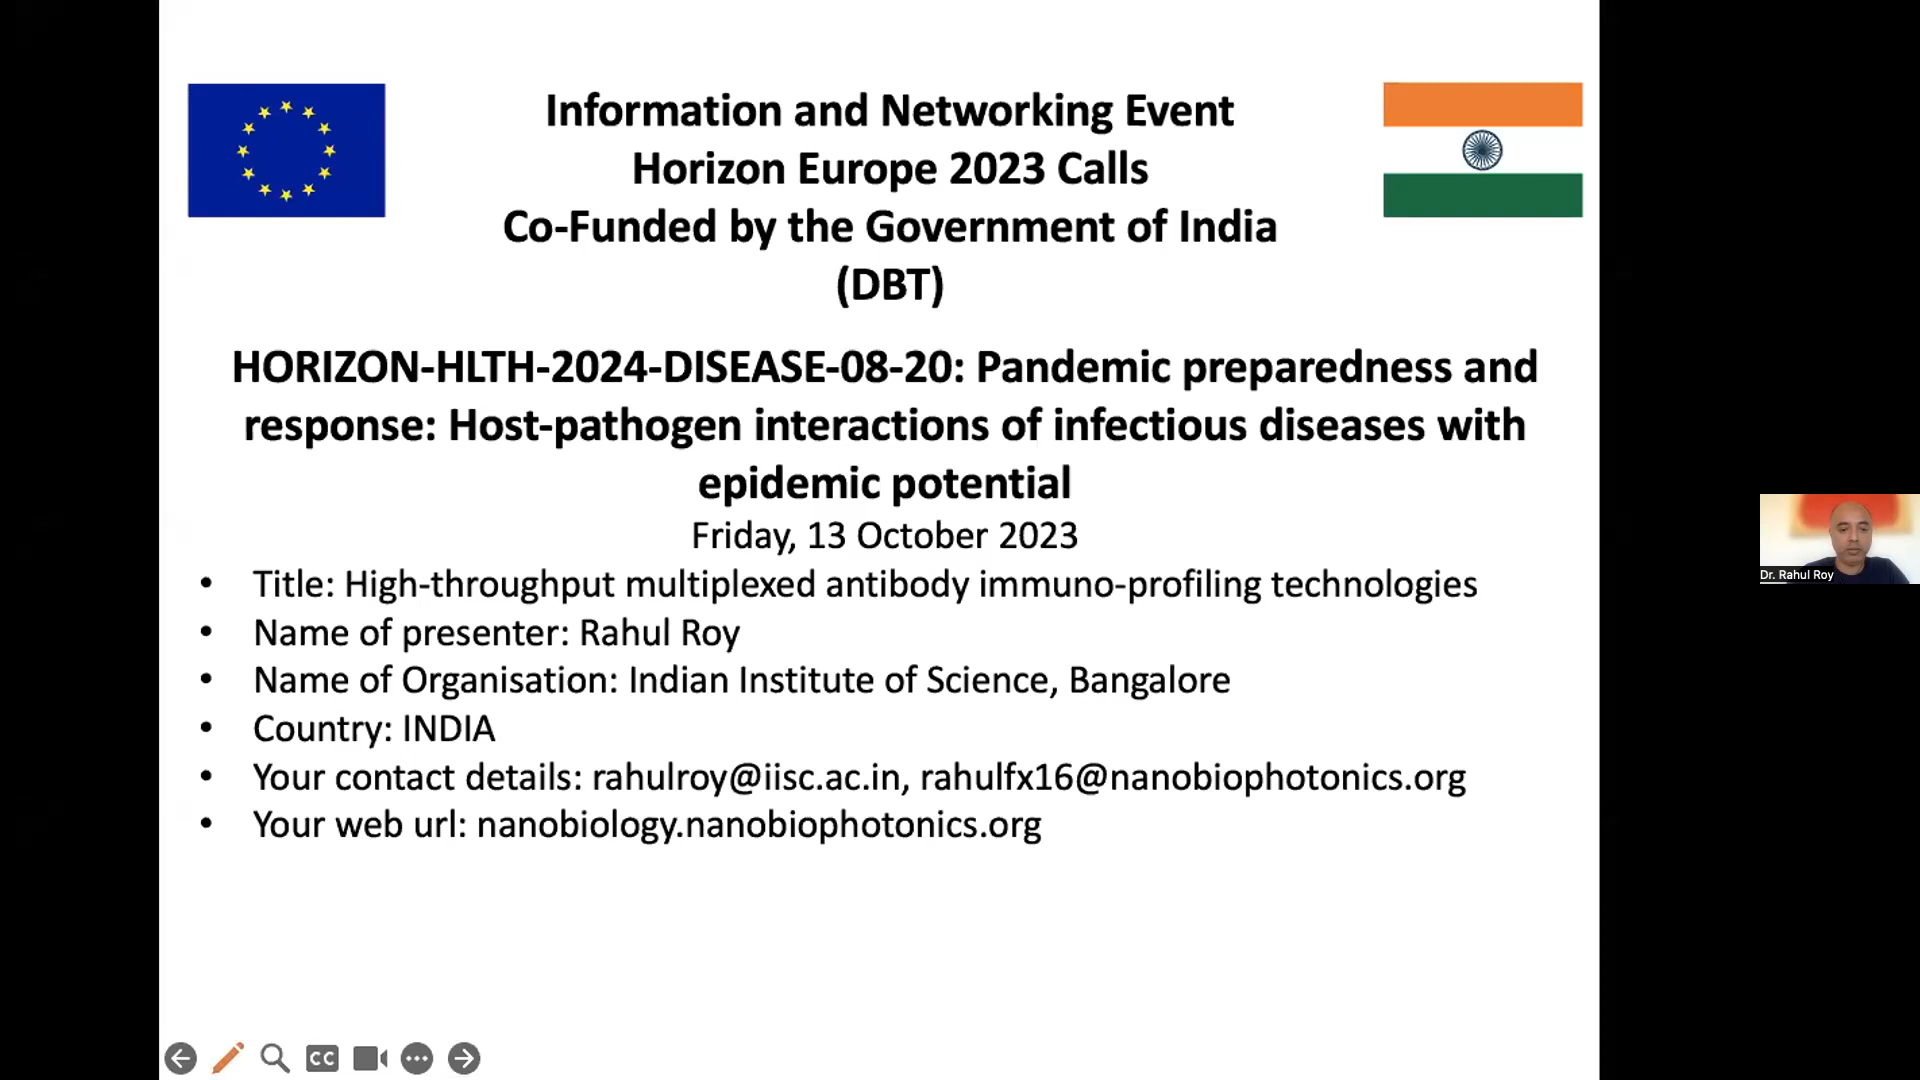 Information and Networking Event
Horizon Europe 2023 Calls
Co-Funded by the Government of India
(DBT)
HORIZON-HLTH-2024-DISEASE-08-20: Pandemic preparedness and
response: Host-pathogen interactions of infectious diseases with
epidemic potential
Friday, 13 October 2023
• Title: High-throughput multiplexed antibody immuno-profiling technologies
• Name of presenter: Rahul Roy
• Name of Organisation: Indian Institute of Science, Bangalore
• Country: INDIA
• Your contact details: rahulroy@iisc.ac.in, rahulfx16@nanobiophotonics.org
• Your web url: nanobiology.nanobiophotonics.org
Dr. Rahul Roy
CC